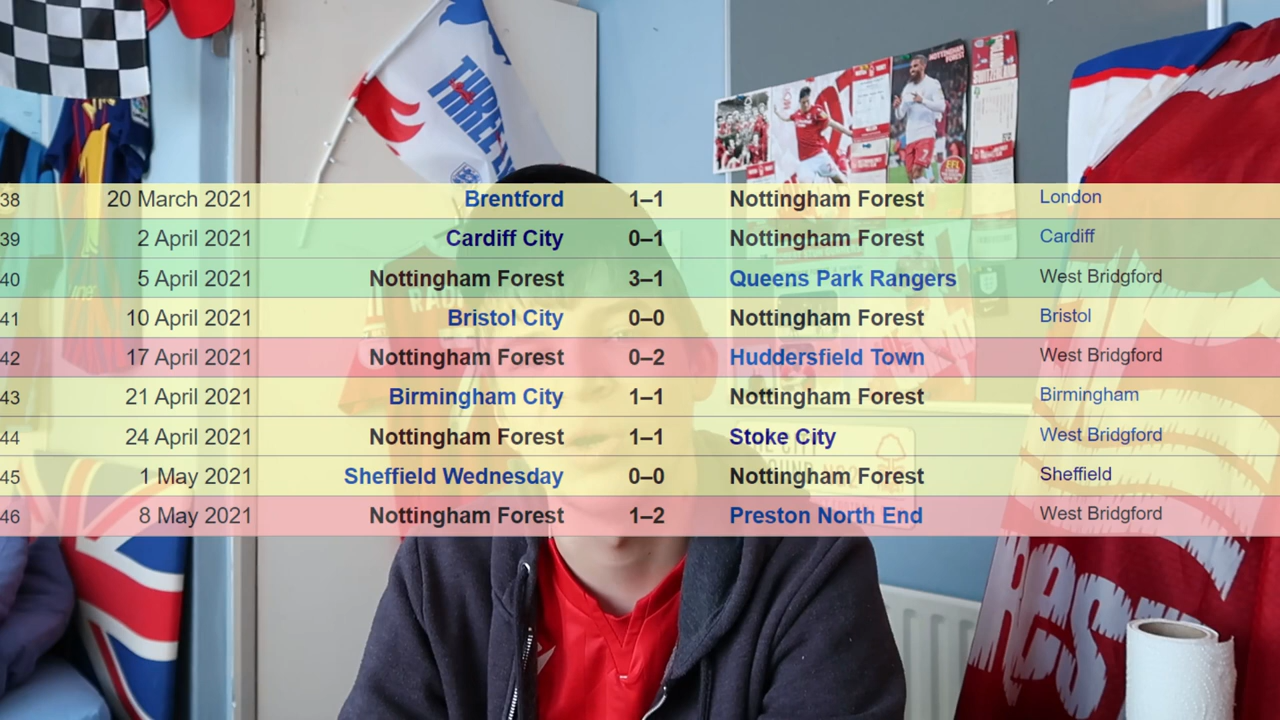 NOTTINGHAM FOREST
SWITZERLAND
THREE
38 20 March 2021 Brentford 1–1 Nottingham Forest London
39 2 April 2021 Cardiff City 0–1 Nottingham Forest Cardiff
40 5 April 2021 Nottingham Forest 3–1 Queens Park Rangers West Bridgford
41 10 April 2021 Bristol City 0–0 Nottingham Forest Bristol
42 17 April 2021 Nottingham Forest 0–2 Huddersfield Town West Bridgford
43 21 April 2021 Birmingham City 1–1 Nottingham Forest Birmingham
44 24 April 2021 Nottingham Forest 1–1 Stoke City West Bridgford
45 1 May 2021 Sheffield Wednesday 0–0 Nottingham Forest Sheffield
46 8 May 2021 Nottingham Forest 1–2 Preston North End West Bridgford